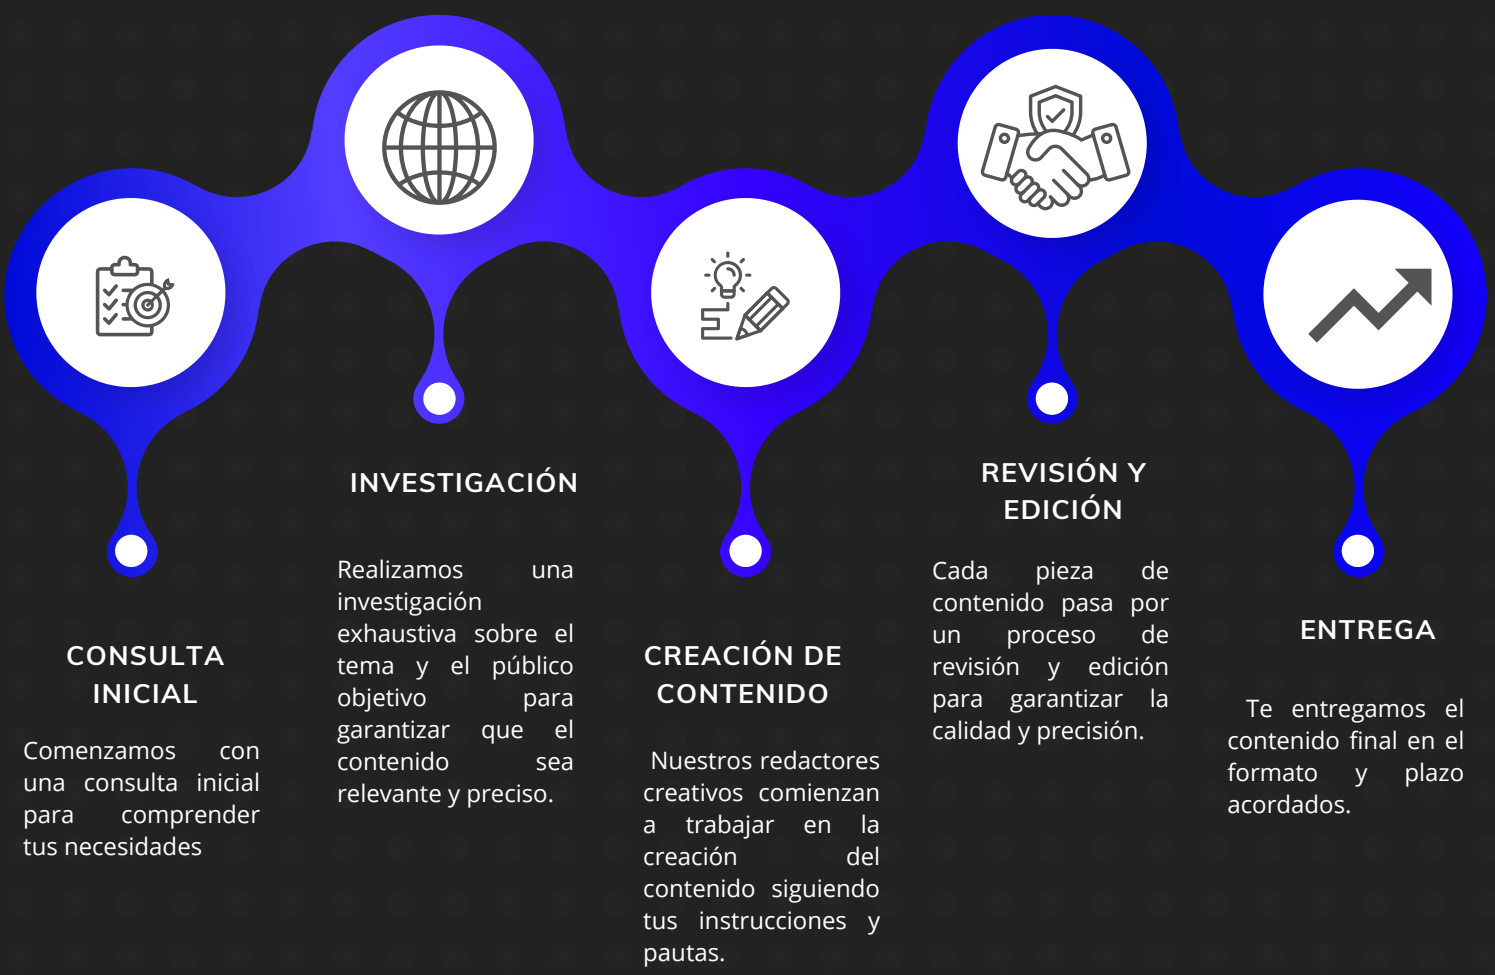 CONSULTA
INICIAL
Comenzamos con
una consulta inicial
para comprender
tus necesidades
INVESTIGACIÓN
Realizamos una
investigación
exhaustiva sobre el
tema y el público
objetivo para
garantizar que el
contenido sea
relevante y preciso.
CREACIÓN DE
CONTENIDO
Nuestros redactores
creativos comienzan
a trabajar en la
creación del
contenido siguiendo
tus instrucciones y
pautas.
REVISIÓN Y
EDICIÓN
Cada pieza de
contenido pasa por
un proceso de
revisión y edición
para garantizar la
calidad y precisión.
ENTREGA
Te entregamos el
contenido final en el
formato y plazo
acordados.